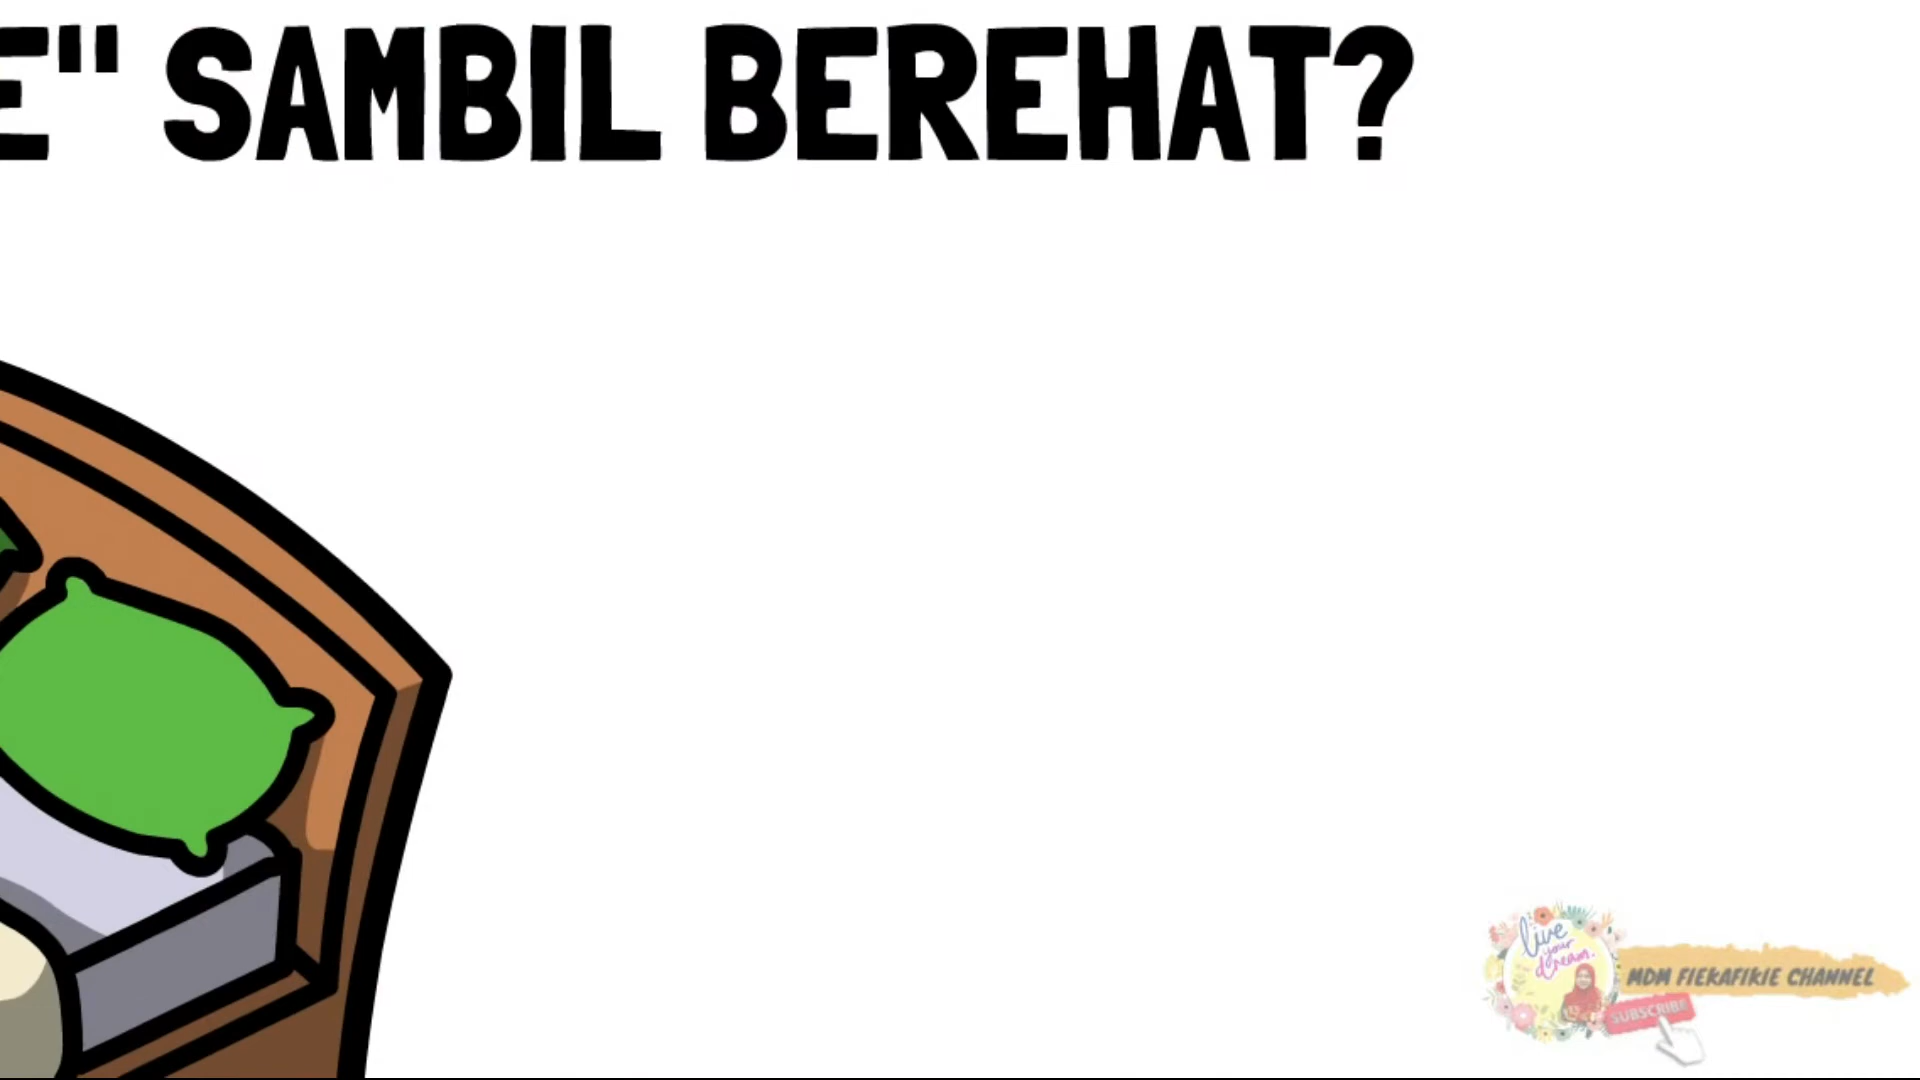 E" SAMBIL BEREHAT?
live
your
dream.
MDM FIEKAFIKIE CHANNEL
SUBSCRIBE